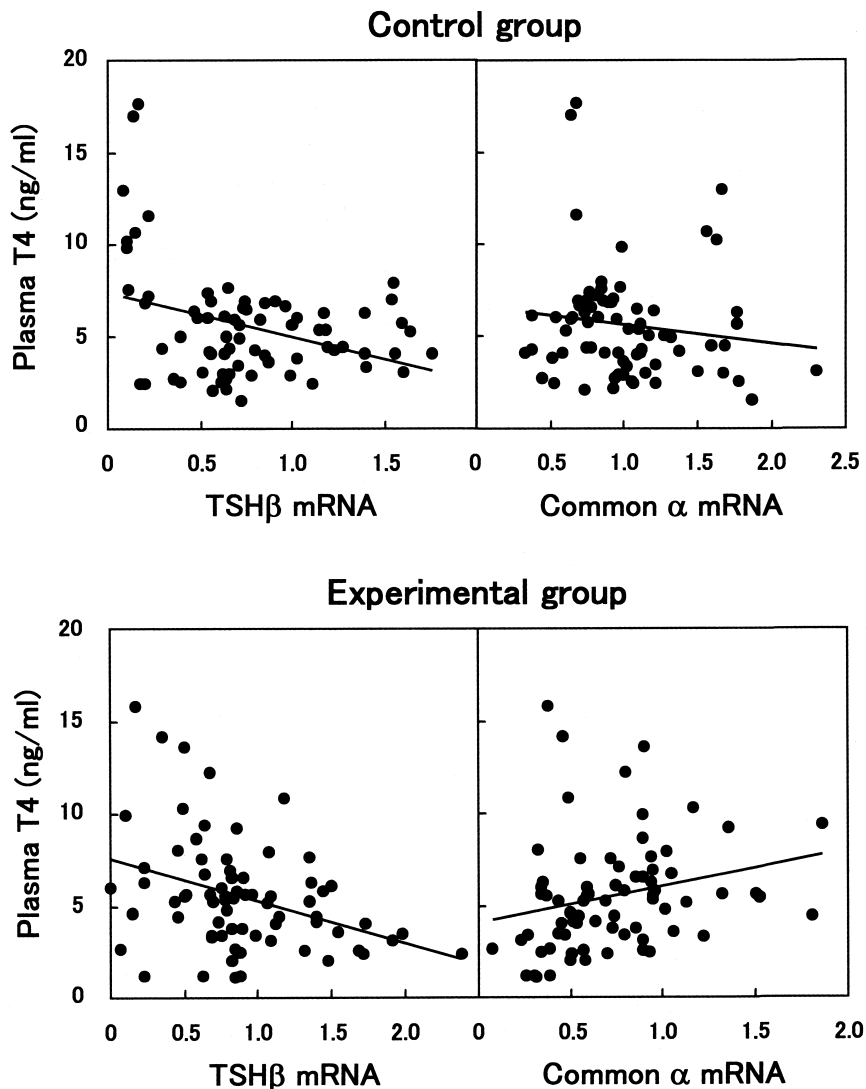 Control group
20
15
10
5
0
Plasma T4 (ng/ml)
0 0.5 1.0 1.5 0 0.5 1.0 1.5 2.0 2.5
TSHβ mRNA Common α mRNA
Experimental group
20
15
10
5
0
Plasma T4 (ng/ml)
0 0.5 1.0 1.5 2.0 0 0.5 1.0 1.5 2.0
TSHβ mRNA Common α mRNA